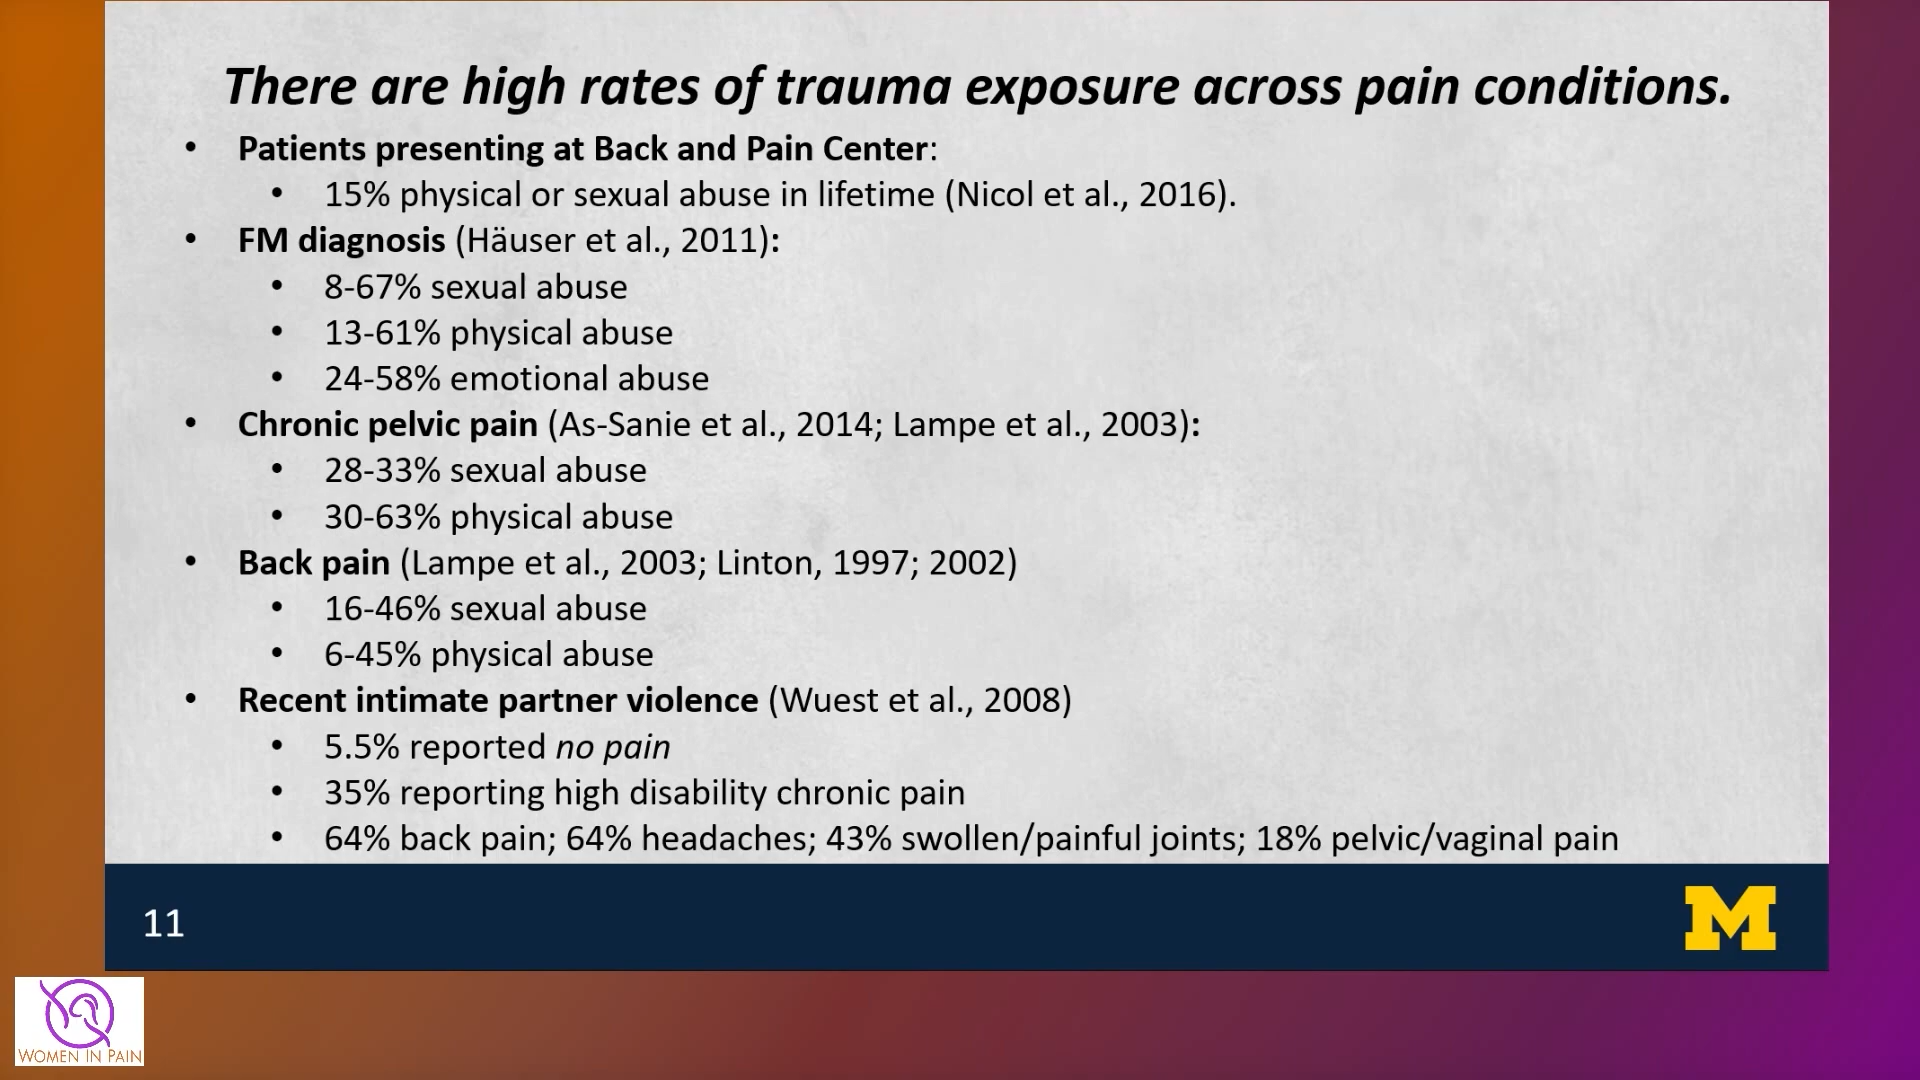 There are high rates of trauma exposure across pain conditions.
• Patients presenting at Back and Pain Center:
• 15% physical or sexual abuse in lifetime (Nicol et al., 2016).
• FM diagnosis (Häuser et al., 2011):
• 8-67% sexual abuse
• 13-61% physical abuse
• 24-58% emotional abuse
• Chronic pelvic pain (As-Sanie et al., 2014; Lampe et al., 2003):
• 28-33% sexual abuse
• 30-63% physical abuse
• Back pain (Lampe et al., 2003; Linton, 1997; 2002)
• 16-46% sexual abuse
• 6-45% physical abuse
• Recent intimate partner violence (Wuest et al., 2008)
• 5.5% reported no pain
• 35% reporting high disability chronic pain
• 64% back pain; 64% headaches; 43% swollen/painful joints; 18% pelvic/vaginal pain
11
M
WOMEN IN PAIN